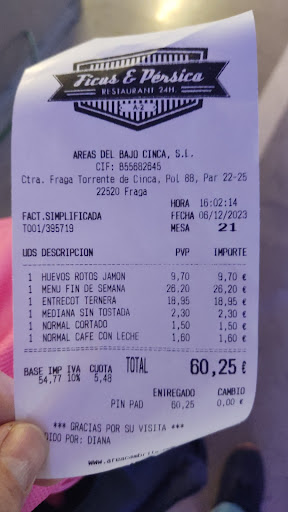 Ficus & Pérsica
RESTAURANT 24H.
A-2
AREAS DEL BAJO CINCA, S.L.
CIF: B55682645
Ctra. Fraga Torrente de Cinca, Pol 68, Par 22-25
22520 Fraga
HORA 16:02:14
FACT.SIMPLIFICADA FECHA 06/12/2023
T001/395719 MESA 21
UDS DESCRIPCION PVP IMPORTE
1 HUEVOS ROTOS JAMON 9,70 9,70 €
1 MENU FIN DE SEMANA 26,20 26,20 €
1 ENTRECOT TERNERA 18,95 18,95 €
1 MEDIANA SIN TOSTADA 2,30 2,30 €
1 NORMAL CORTADO 1,50 1,50 €
1 NORMAL CAFE CON LECHE 1,60 1,60 €
BASE IMP IVA CUOTA TOTAL 60,25 €
54,77 10% 5,48
ENTREGADO CAMBIO
PIN PAD 60,25 0,00 €
*** GRACIAS POR SU VISITA ***
DIDO POR: DIANA